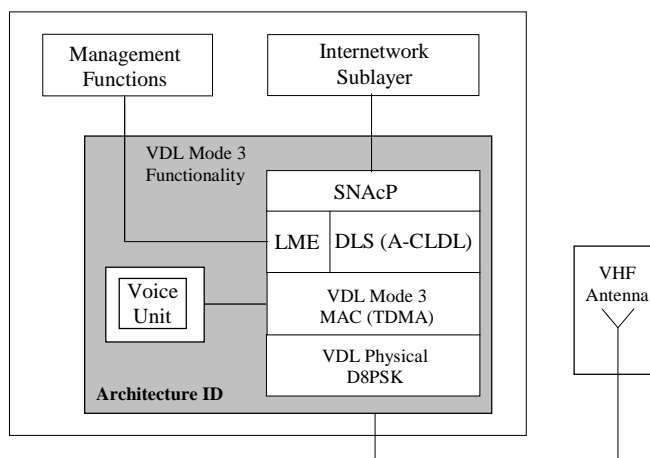 Management
Functions
Internetwork
Sublayer
VDL Mode 3
Functionality
SNAcP
LME
DLS (A-CLDL)
Voice
Unit
VDL Mode 3
MAC (TDMA)
VDL Physical
D8PSK
Architecture ID
VHF
Antenna